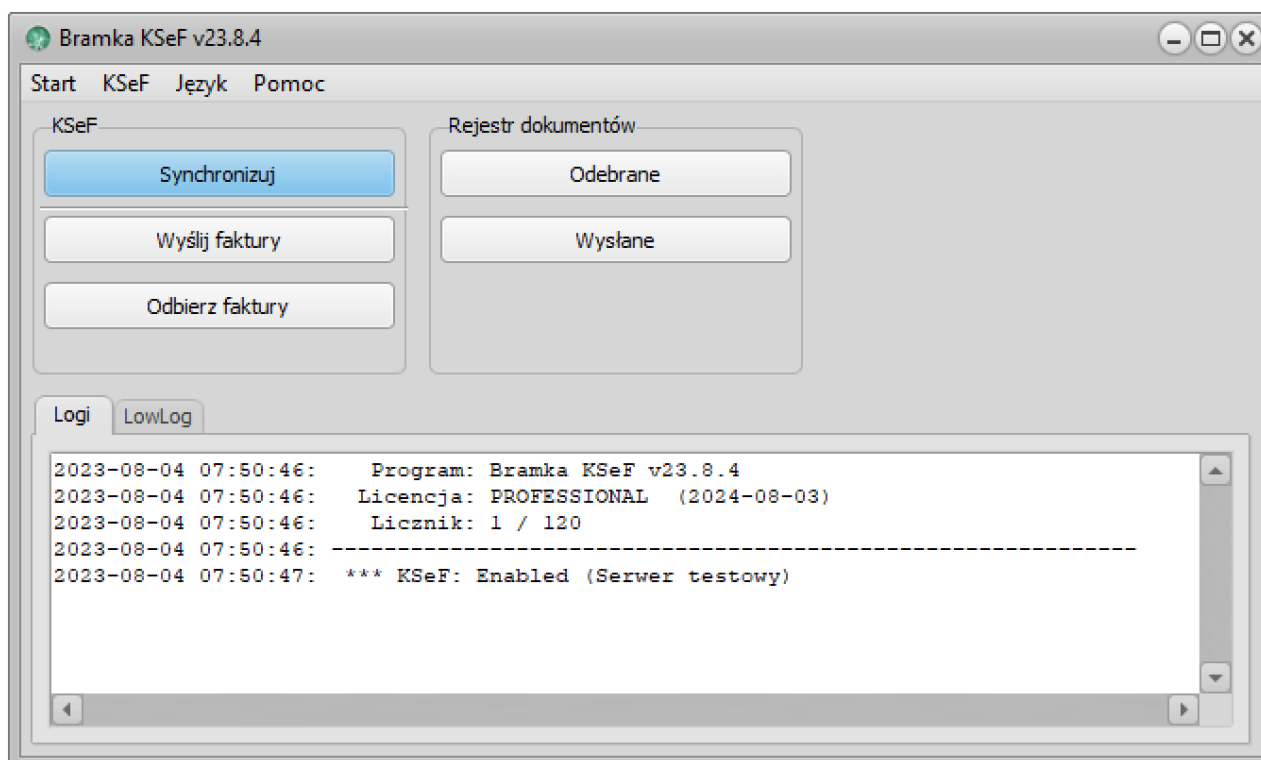 Bramka KSeF v23.8.4
Start KSeF Język Pomoc
KSeF
Synchronizuj
Wyślij faktury
Odbierz faktury
Rejestr dokumentów
Odebrane
Wysłane
Logi LowLog
2023-08-04 07:50:46: Program: Bramka KSeF v23.8.4
2023-08-04 07:50:46: Licencja: PROFESSIONAL (2024-08-03)
2023-08-04 07:50:46: Licznik: 1 / 120
2023-08-04 07:50:46: -------------------------------------------------------------
2023-08-04 07:50:47: *** KSeF: Enabled (Serwer testowy)